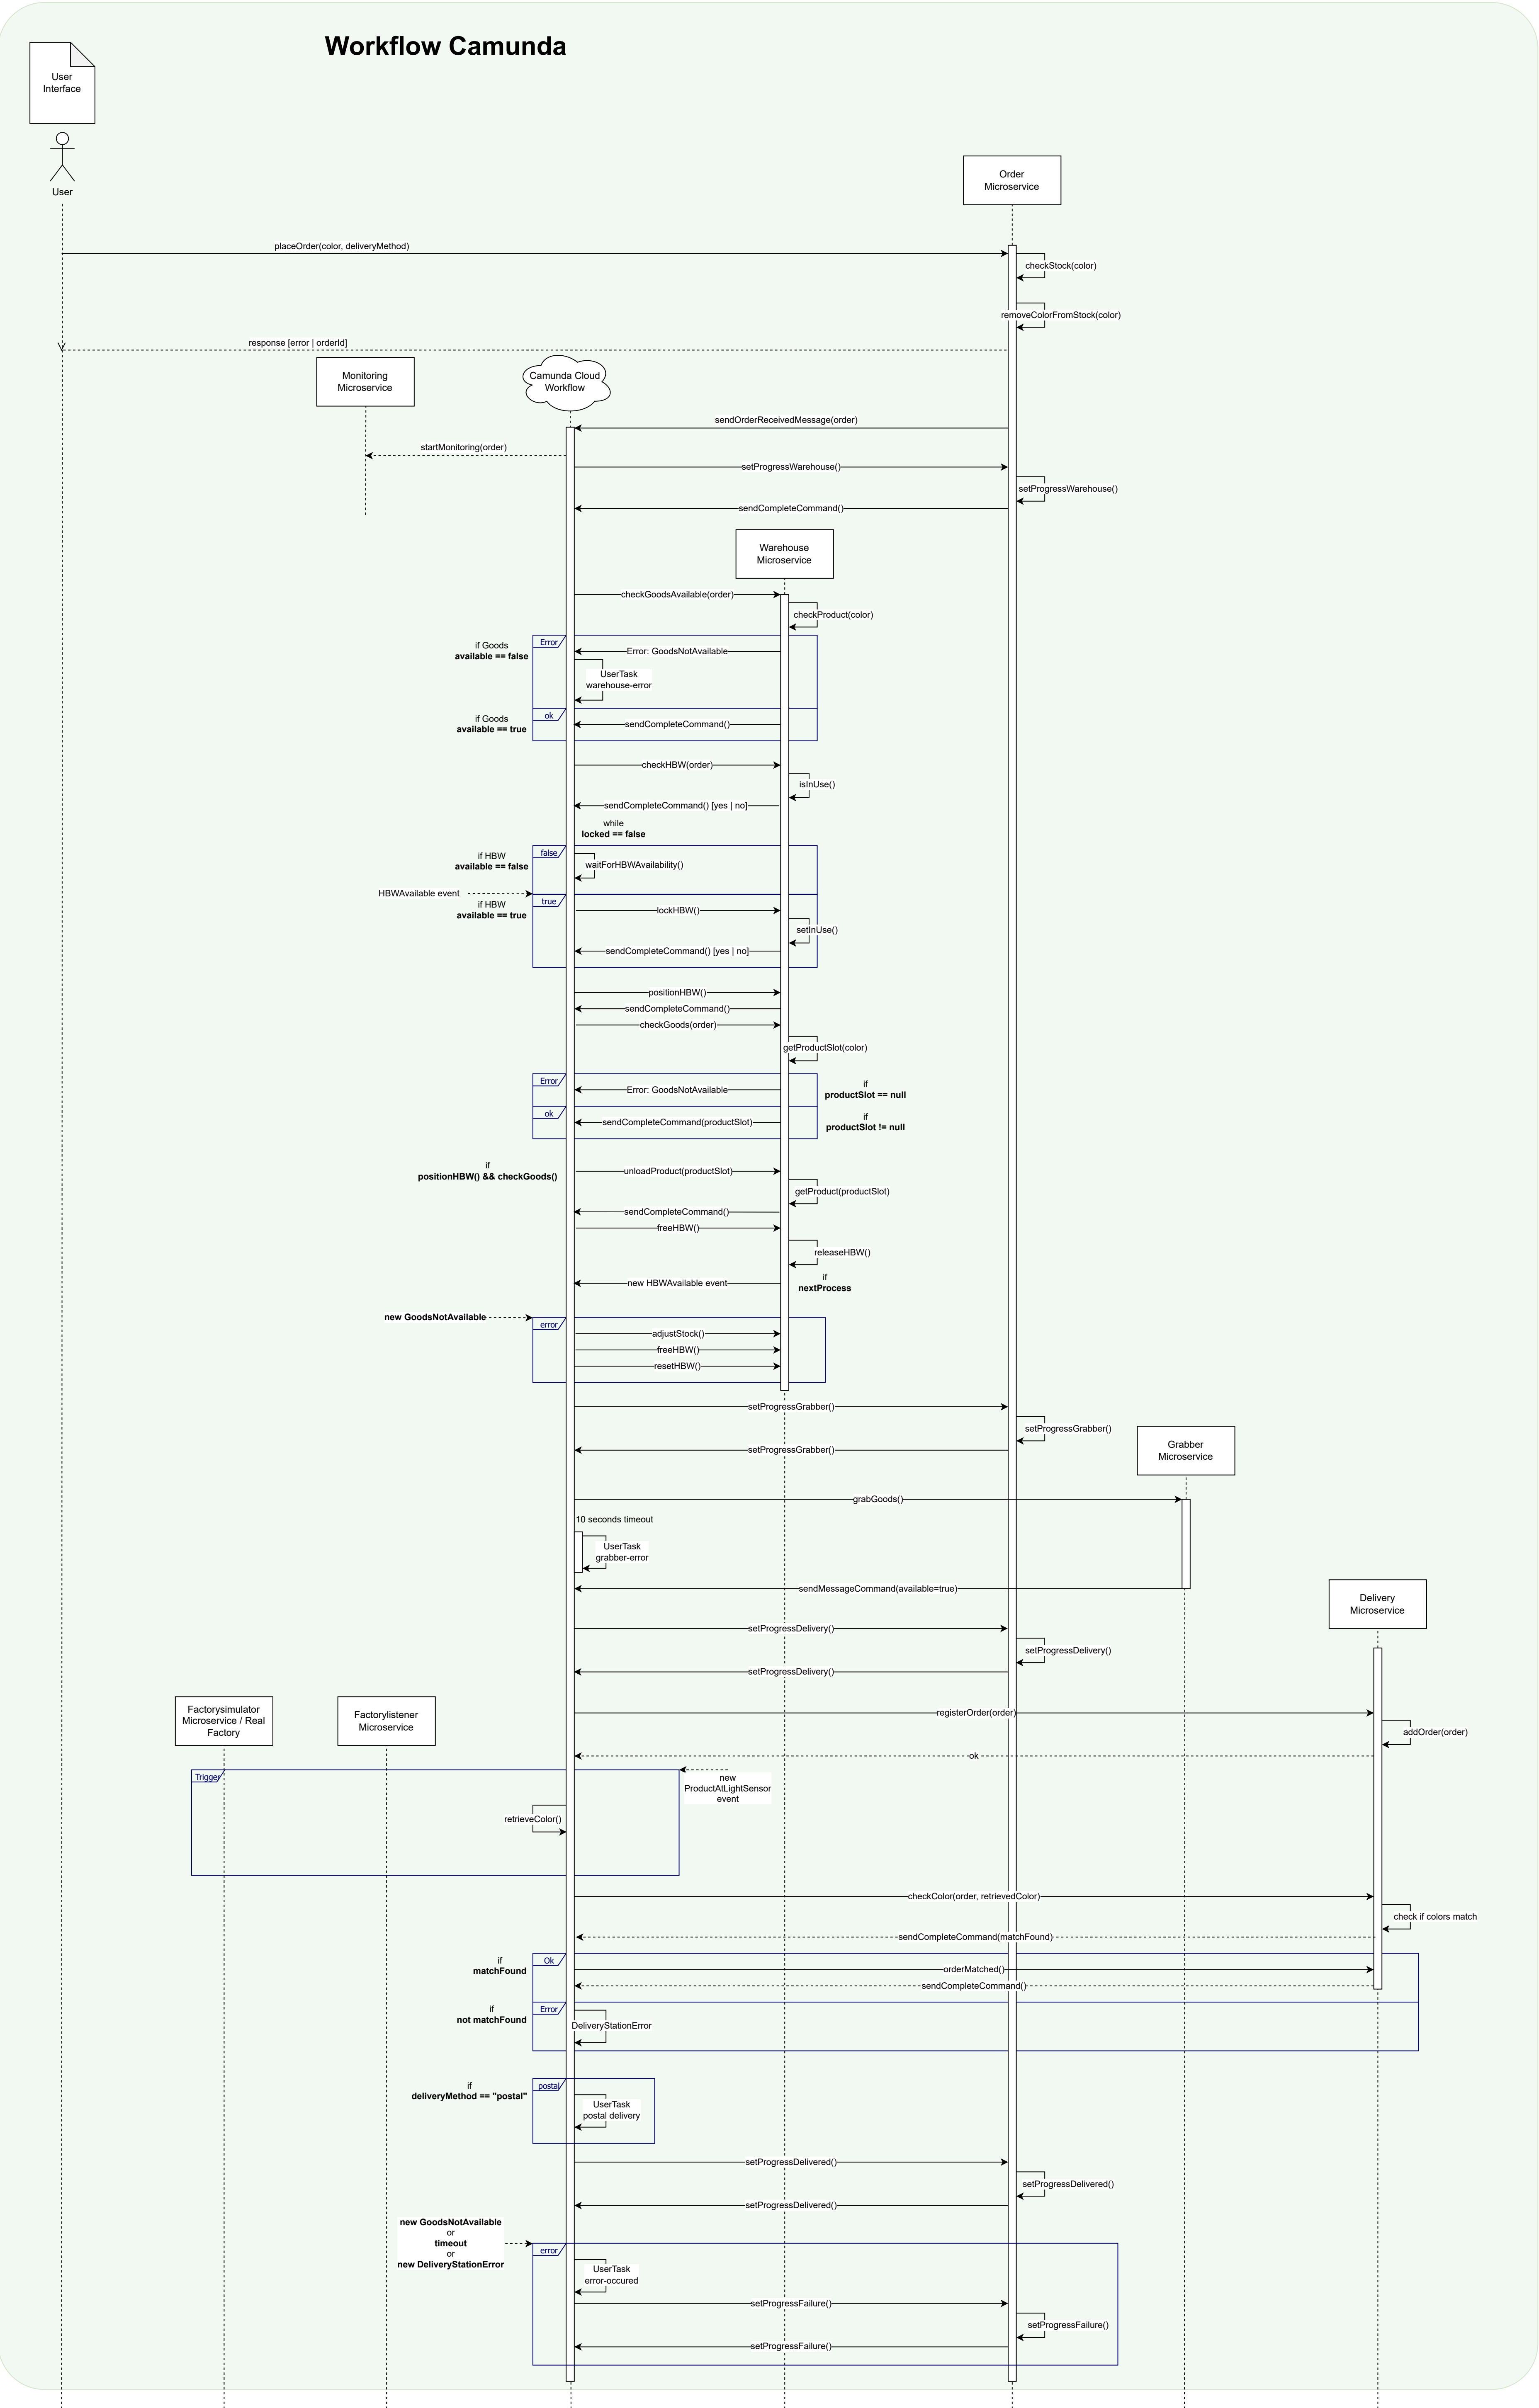 Workflow Camunda
User
Interface
User
Order
Microservice
placeOrder(color, deliveryMethod)
checkStock(color)
removeColorFromStock(color)
response [error | orderId]
Monitoring
Microservice
Camunda Cloud
Workflow
sendOrderReceivedMessage(order)
startMonitoring(order)
setProgressWarehouse()
setProgressWarehouse()
sendCompleteCommand()
Warehouse
Microservice
checkGoodsAvailable(order)
checkProduct(color)
if Goods
available == false
Error
Error: GoodsNotAvailable
UserTask
warehouse-error
if Goods
available == true
ok
sendCompleteCommand()
checkHBW(order)
isInUse()
sendCompleteCommand() [yes | no]
while
locked == false
if HBW
available == false
false
waitForHBWAvailability()
HBWAvailable event
if HBW
available == true
true
lockHBW()
setInUse()
sendCompleteCommand() [yes | no]
positionHBW()
sendCompleteCommand()
checkGoods(order)
getProductSlot(color)
Error
Error: GoodsNotAvailable
if
productSlot == null
ok
sendCompleteCommand(productSlot)
if
productSlot != null
if
positionHBW() && checkGoods()
unloadProduct(productSlot)
getProduct(productSlot)
sendCompleteCommand()
freeHBW()
releaseHBW()
new HBWAvailable event
if
nextProcess
new GoodsNotAvailable
error
adjustStock()
freeHBW()
resetHBW()
setProgressGrabber()
setProgressGrabber()
setProgressGrabber()
Grabber
Microservice
grabGoods()
10 seconds timeout
UserTask
grabber-error
sendMessageCommand(available=true)
Delivery
Microservice
setProgressDelivery()
setProgressDelivery()
setProgressDelivery()
Factorysimulator
Microservice / Real
Factory
Factorylistener
Microservice
registerOrder(order)
addOrder(order)
ok
Trigger
new
ProductAtLightSensor
event
retrieveColor()
checkColor(order, retrievedColor)
check if colors match
sendCompleteCommand(matchFound)
if
matchFound
Ok
orderMatched()
sendCompleteCommand()
if
not matchFound
Error
DeliveryStationError
if
deliveryMethod == "postal"
postal
UserTask
postal delivery
setProgressDelivered()
setProgressDelivered()
setProgressDelivered()
new GoodsNotAvailable
or
timeout
or
new DeliveryStationError
error
UserTask
error-occured
setProgressFailure()
setProgressFailure()
setProgressFailure()